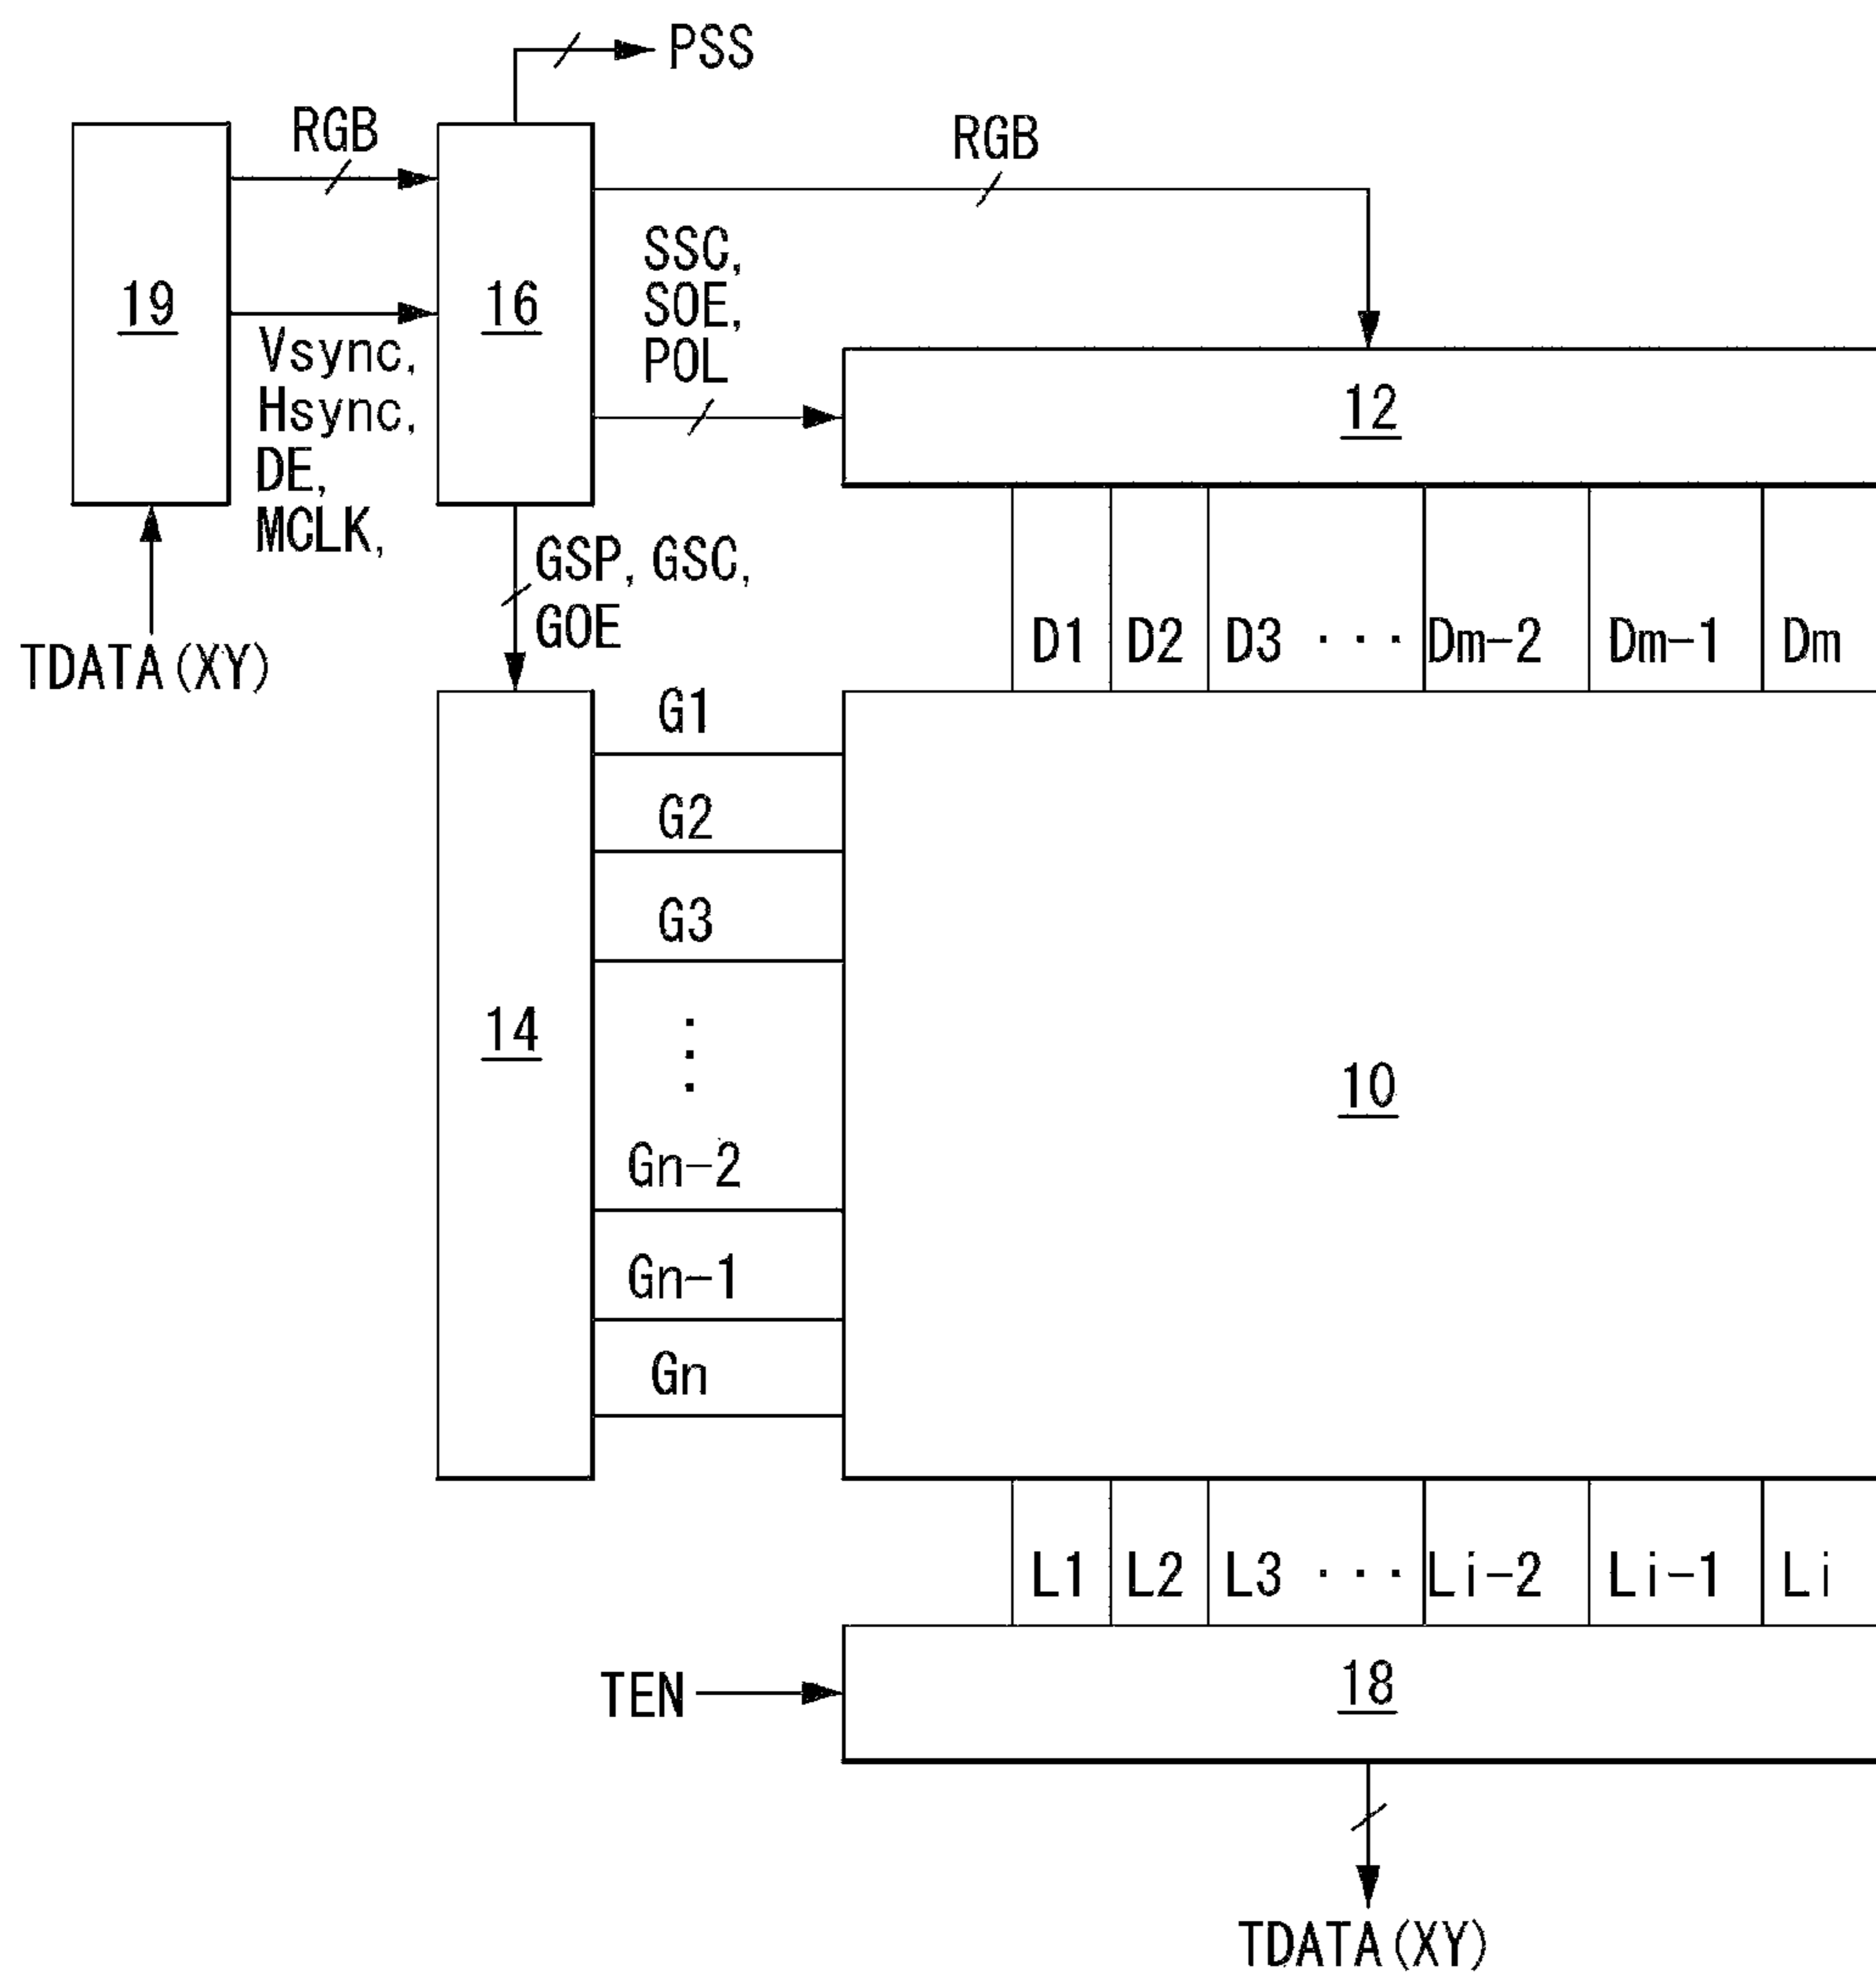 PSS
RGB
RGB
SSC,
SOE,
POL
19
16
Vsync,
Hsync,
DE,
MCLK,
12
GSP, GSC,
GOE
TDATA(XY)
D1 D2 D3 ··· Dm-2 Dm-1 Dm
G1
G2
G3
14
10
Gn-2
Gn-1
Gn
L1 L2 L3 ··· Li-2 Li-1 Li
TEN
18
TDATA(XY)